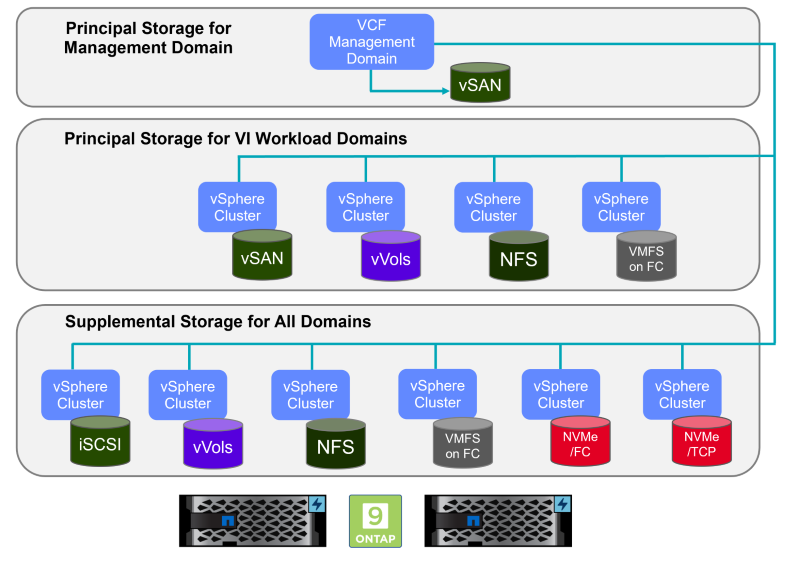 Principal Storage for
Management Domain
VCF
Management
Domain
vSAN
Principal Storage for VI Workload Domains
vSphere
Cluster
vSAN
vSphere
Cluster
vVols
vSphere
Cluster
NFS
vSphere
Cluster
VMFS
on FC
Supplemental Storage for All Domains
vSphere
Cluster
iSCSI
vSphere
Cluster
vVols
vSphere
Cluster
NFS
vSphere
Cluster
VMFS
on FC
vSphere
Cluster
NVMe
/FC
vSphere
Cluster
NVMe
/TCP
9
ONTAP